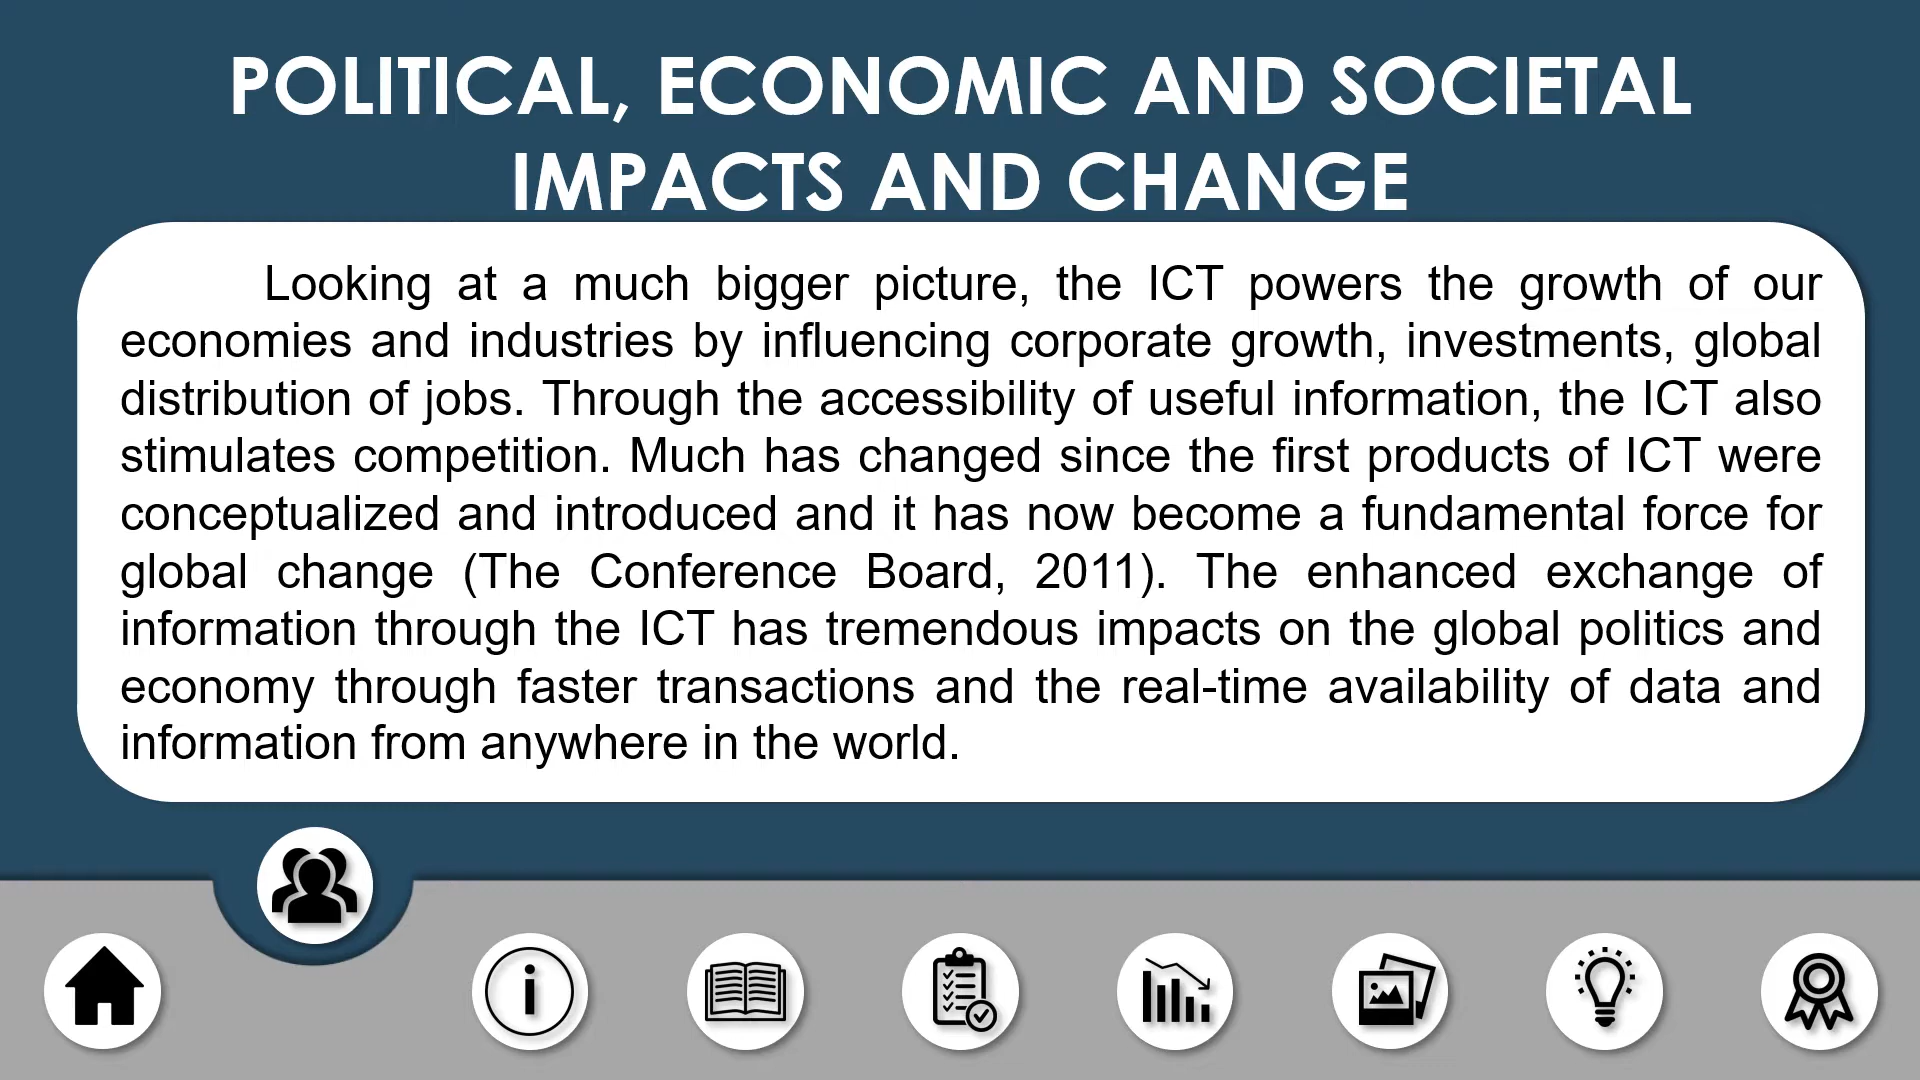 POLITICAL, ECONOMIC AND SOCIETAL
IMPACTS AND CHANGE
Looking at a much bigger picture, the ICT powers the growth of our
economies and industries by influencing corporate growth, investments, global
distribution of jobs. Through the accessibility of useful information, the ICT also
stimulates competition. Much has changed since the first products of ICT were
conceptualized and introduced and it has now become a fundamental force for
global change (The Conference Board, 2011). The enhanced exchange of
information through the ICT has tremendous impacts on the global politics and
economy through faster transactions and the real-time availability of data and
information from anywhere in the world.